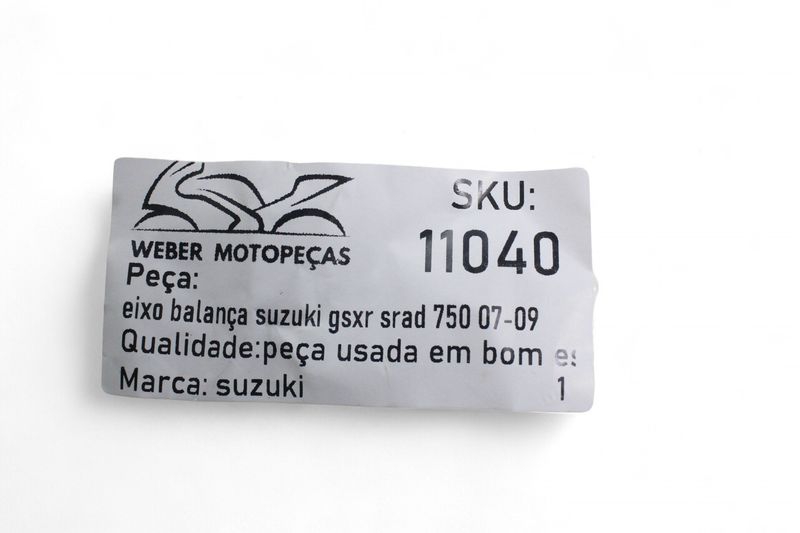 WEBER MOTOPEÇAS
SKU:
11040
Peça:
eixo balança suzuki gsxr srad 750 07-09
Qualidade:peça usada em bom
Marca: suzuki
1